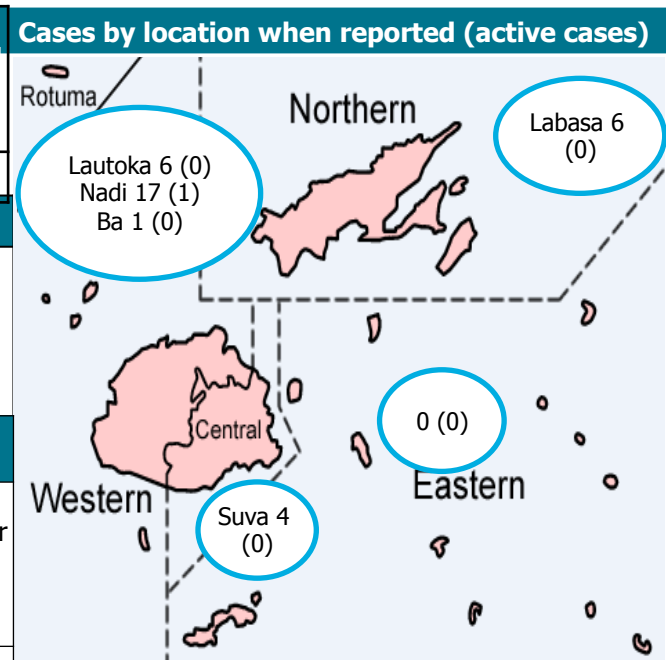 Cases by location when reported (active cases)
Rotuma
Northern
Labasa 6
(0)
Lautoka 6 (0)
Nadi 17 (1)
Ba 1 (0)
0 (0)
Central
Eastern
Western
Suva 4
(0)
r